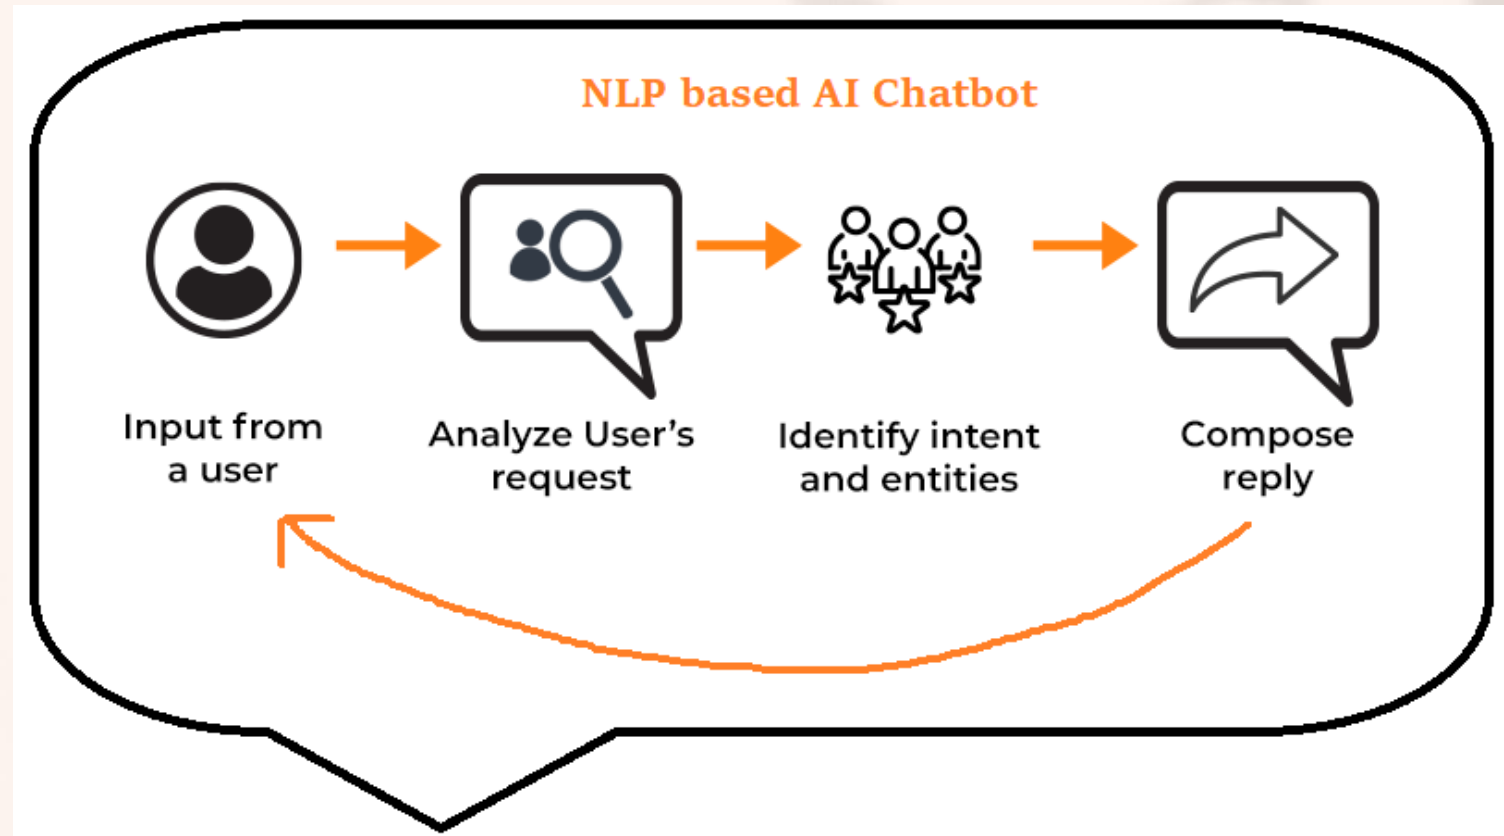 NLP based AI Chatbot
Input from
a user
Analyze User’s
request
Identify intent
and entities
Compose
reply